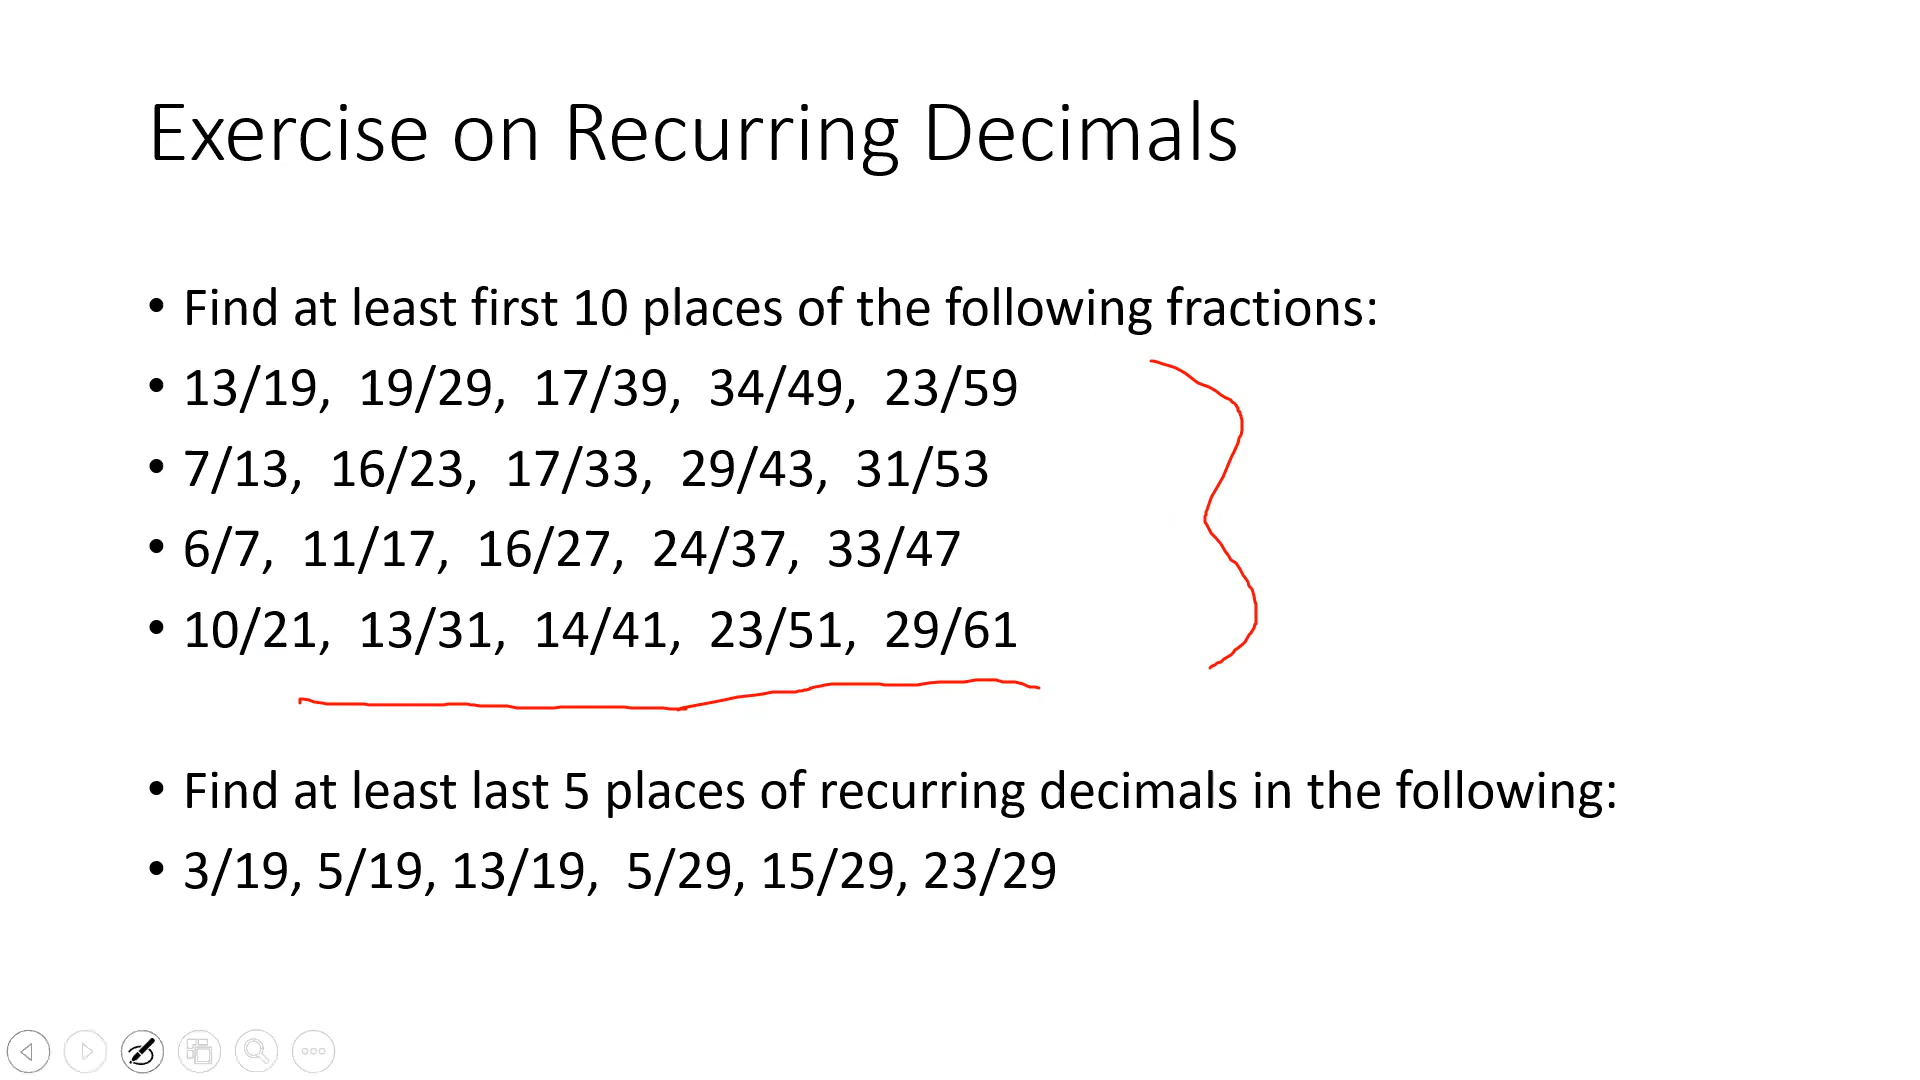 Exercise on Recurring Decimals
• Find at least first 10 places of the following fractions:
• 13/19, 19/29, 17/39, 34/49, 23/59
• 7/13, 16/23, 17/33, 29/43, 31/53
• 6/7, 11/17, 16/27, 24/37, 33/47
• 10/21, 13/31, 14/41, 23/51, 29/61
• Find at least last 5 places of recurring decimals in the following:
• 3/19, 5/19, 13/19, 5/29, 15/29, 23/29